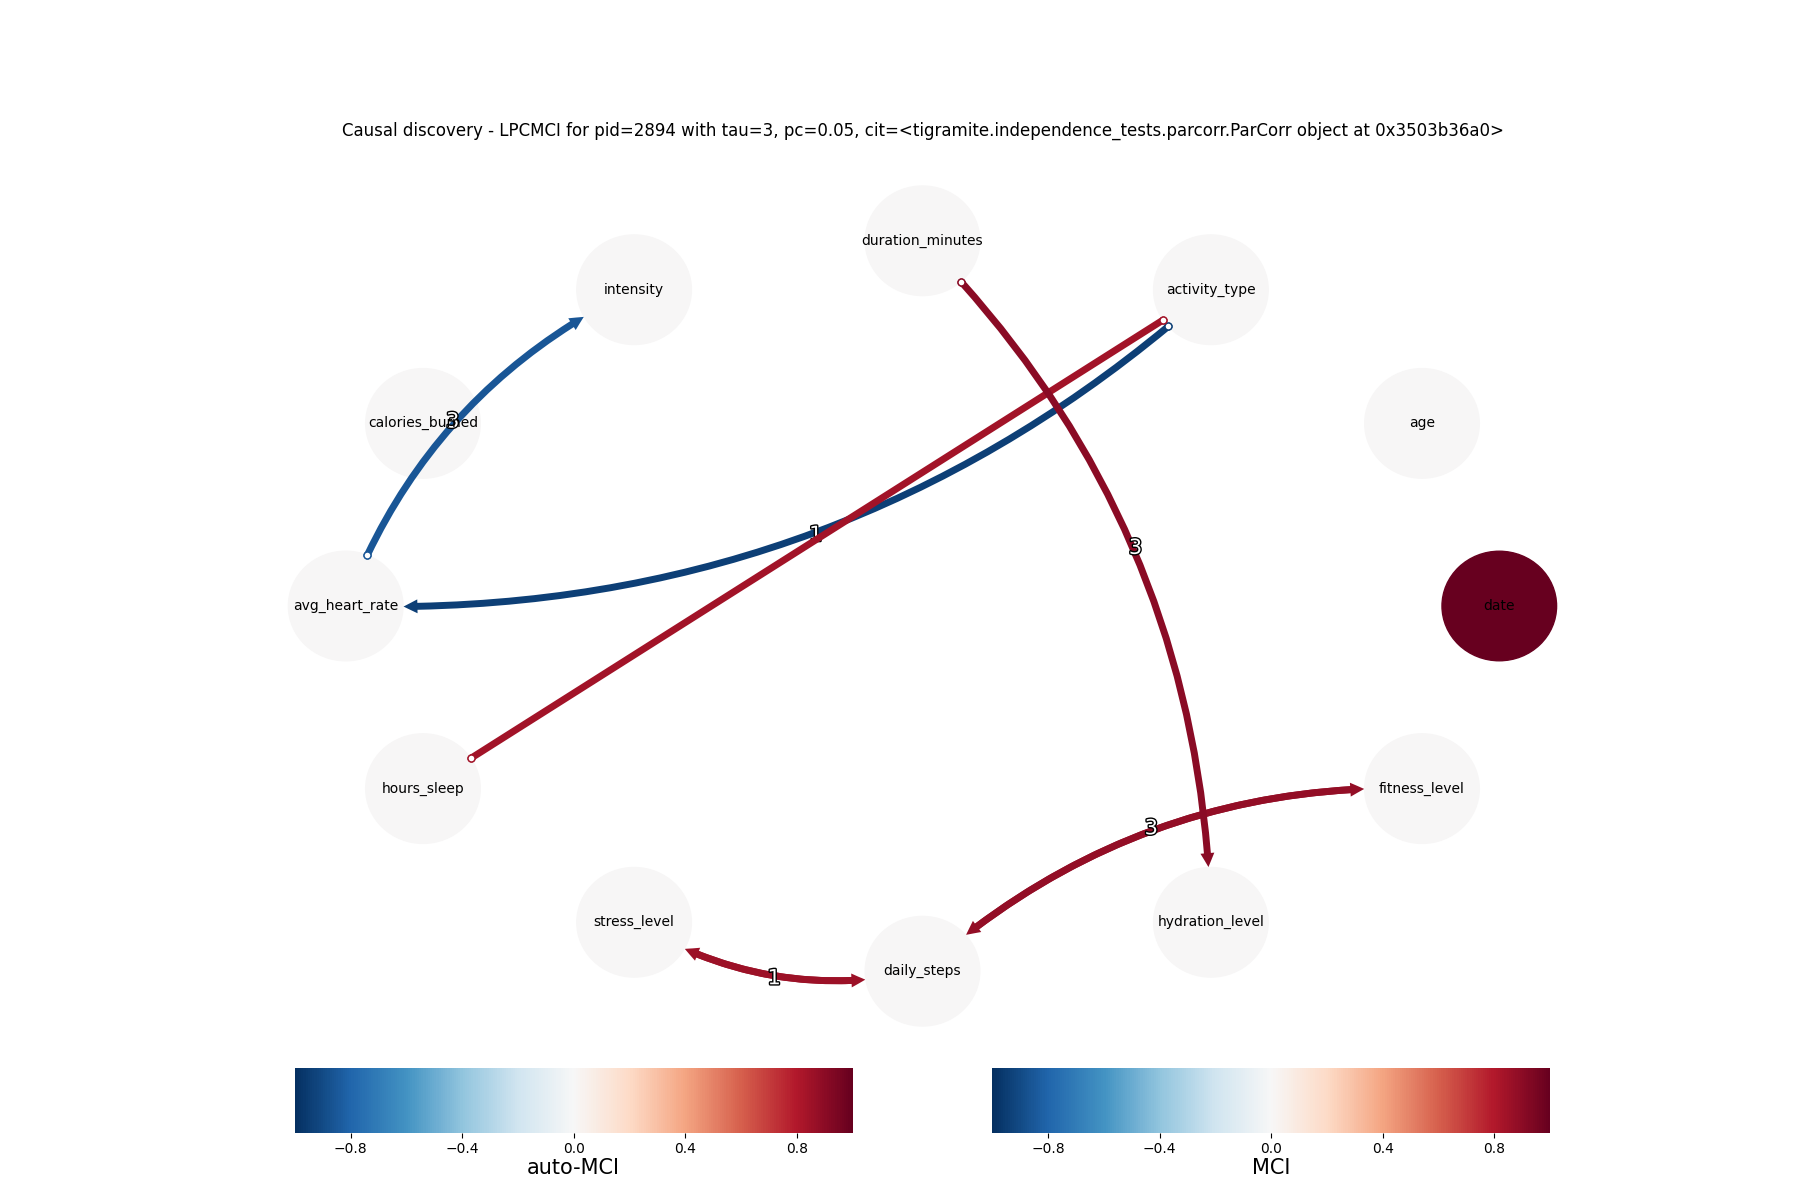 Causal discovery - LPCMCI for pid=2894 with tau=3, pc=0.05, cit=<tigramite.independence_tests.parcorr.ParCorr object at 0x3503b36a0>
duration_minutes
intensity
activity_type
calories_burned
3
age
1
3
avg_heart_rate
date
hours_sleep
fitness_level
3
stress_level
hydration_level
1
daily_steps
−0.8 −0.4 0.0 0.4 0.8
auto-MCI
−0.8 −0.4 0.0 0.4 0.8
MCI